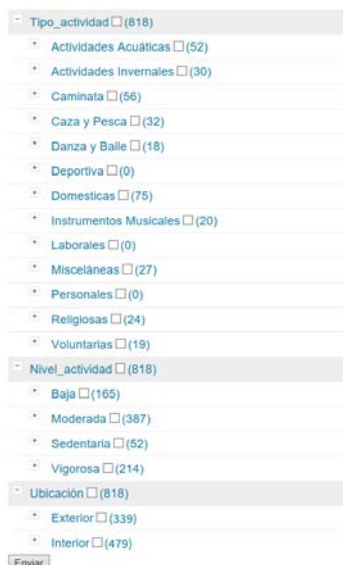 Tipo_actividad (818)
Actividades Acuáticas (52)
Actividades Invernales (30)
Caminata (56)
Caza y Pesca (32)
Danza y Baile (18)
Deportiva (0)
Domesticas (75)
Instrumentos Musicales (20)
Laborales (0)
Misceláneas (27)
Personales (0)
Religiosas (24)
Voluntarias (19)
Nivel_actividad (818)
Baja (165)
Moderada (387)
Sedentaria (52)
Vigorosa (214)
Ubicación (818)
Exterior (339)
Interior (479)
Enviar